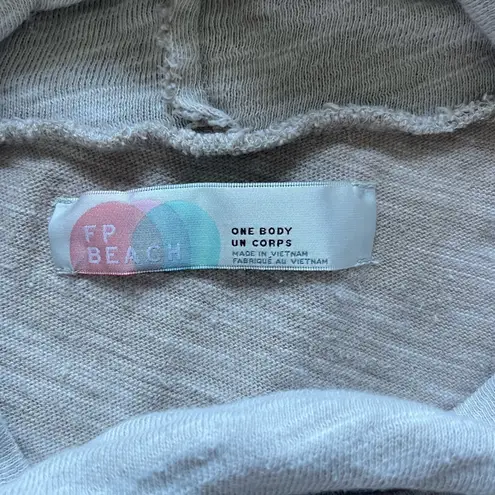 FP
BEACH
ONE BODY
UN CORPS
MADE IN VIETNAM
FABRIQUÉ AU VIETNAM